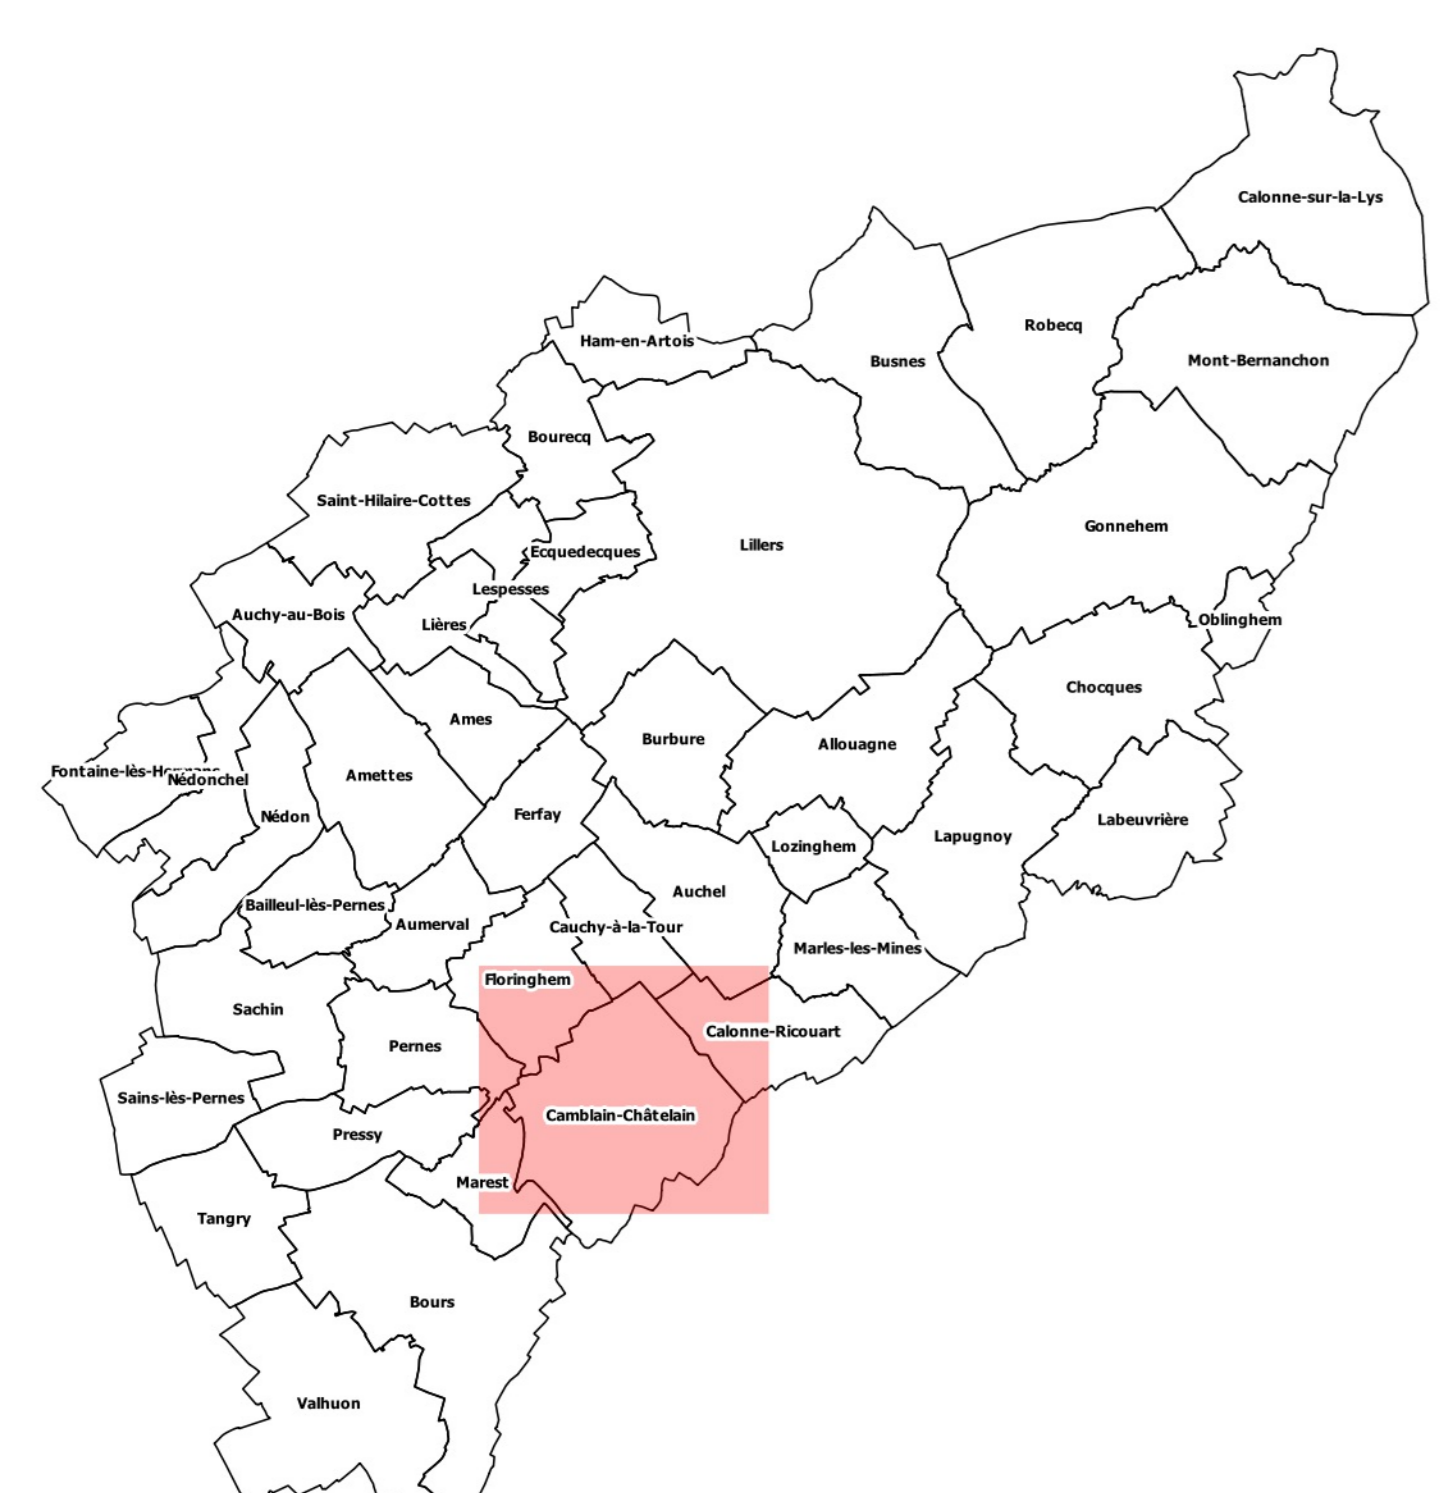 Calonne-sur-la-Lys
Robecq
Ham-en-Artois
Busnes
Mont-Bernanchon
Bourecq
Saint-Hilaire-Cottes
Gonnehem
Lillers
Ecquedecques
Lespesses
Auchy-au-Bois
Oblinghem
Lières
Chocques
Ames
Burbure
Allouagne
Fontaine-lès-Hermans
Amettes
Nédonchel
Ferfay
Nédon
Labeuvrière
Lapugnoy
Lozinghem
Auchel
Bailleul-lès-Pernes
Aumerval
Cauchy-à-la-Tour
Marles-les-Mines
Floringhem
Sachin
Calonne-Ricouart
Pernes
Sains-lès-Pernes
Camblain-Châtelain
Pressy
Marest
Tangry
Bours
Valhuon